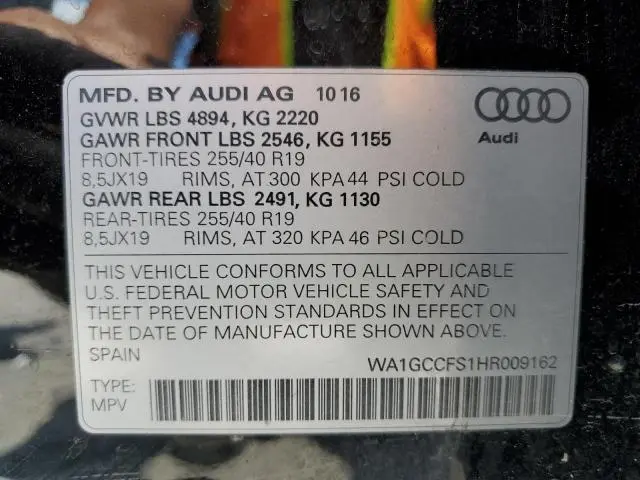 MFD. BY AUDI AG 10 16
GVWR LBS 4894, KG 2220
GAWR FRONT LBS 2546, KG 1155
FRONT-TIRES 255/40 R19
8,5JX19 RIMS, AT 300 KPA 44 PSI COLD
GAWR REAR LBS 2491, KG 1130
REAR-TIRES 255/40 R19
8,5JX19 RIMS, AT 320 KPA 46 PSI COLD
Audi
THIS VEHICLE CONFORMS TO ALL APPLICABLE
U.S. FEDERAL MOTOR VEHICLE SAFETY AND
THEFT PREVENTION STANDARDS IN EFFECT ON
THE DATE OF MANUFACTURE SHOWN ABOVE.
SPAIN
WA1GCCFS1HR009162
TYPE:
MPV